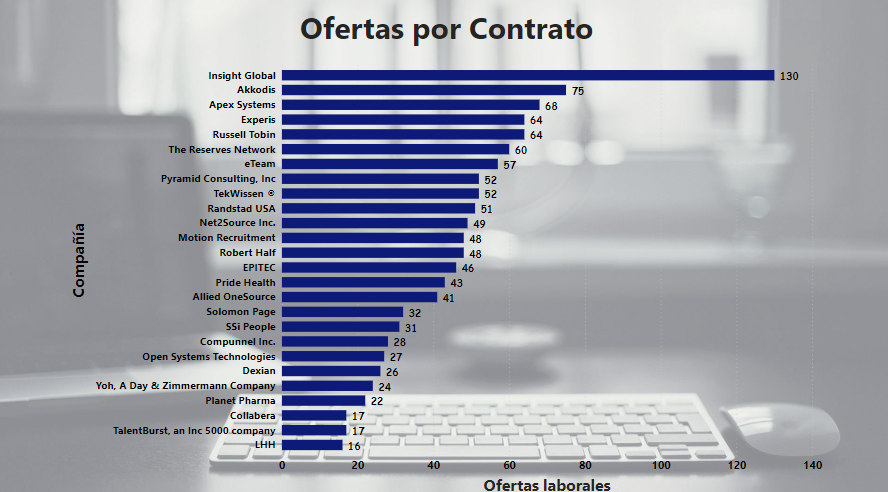 Ofertas por Contrato
Compañía
Insight Global 130
Akkodis 75
Apex Systems 68
Experis 64
Russell Tobin 64
The Reserves Network 60
eTeam 57
Pyramid Consulting, Inc 52
TekWissen ® 52
Randstad USA 51
Net2Source Inc. 49
Motion Recruitment 48
Robert Half 48
EPITEC 46
Pride Health 43
Allied OneSource 41
Solomon Page 32
SSi People 31
Compunnel Inc. 28
Open Systems Technologies 27
Dexian 26
Yoh, A Day & Zimmermann Company 24
Planet Pharma 22
Collabera 17
TalentBurst, an Inc 5000 company 17
LHH 16
0 20 40 60 80 100 120 140
Ofertas laborales